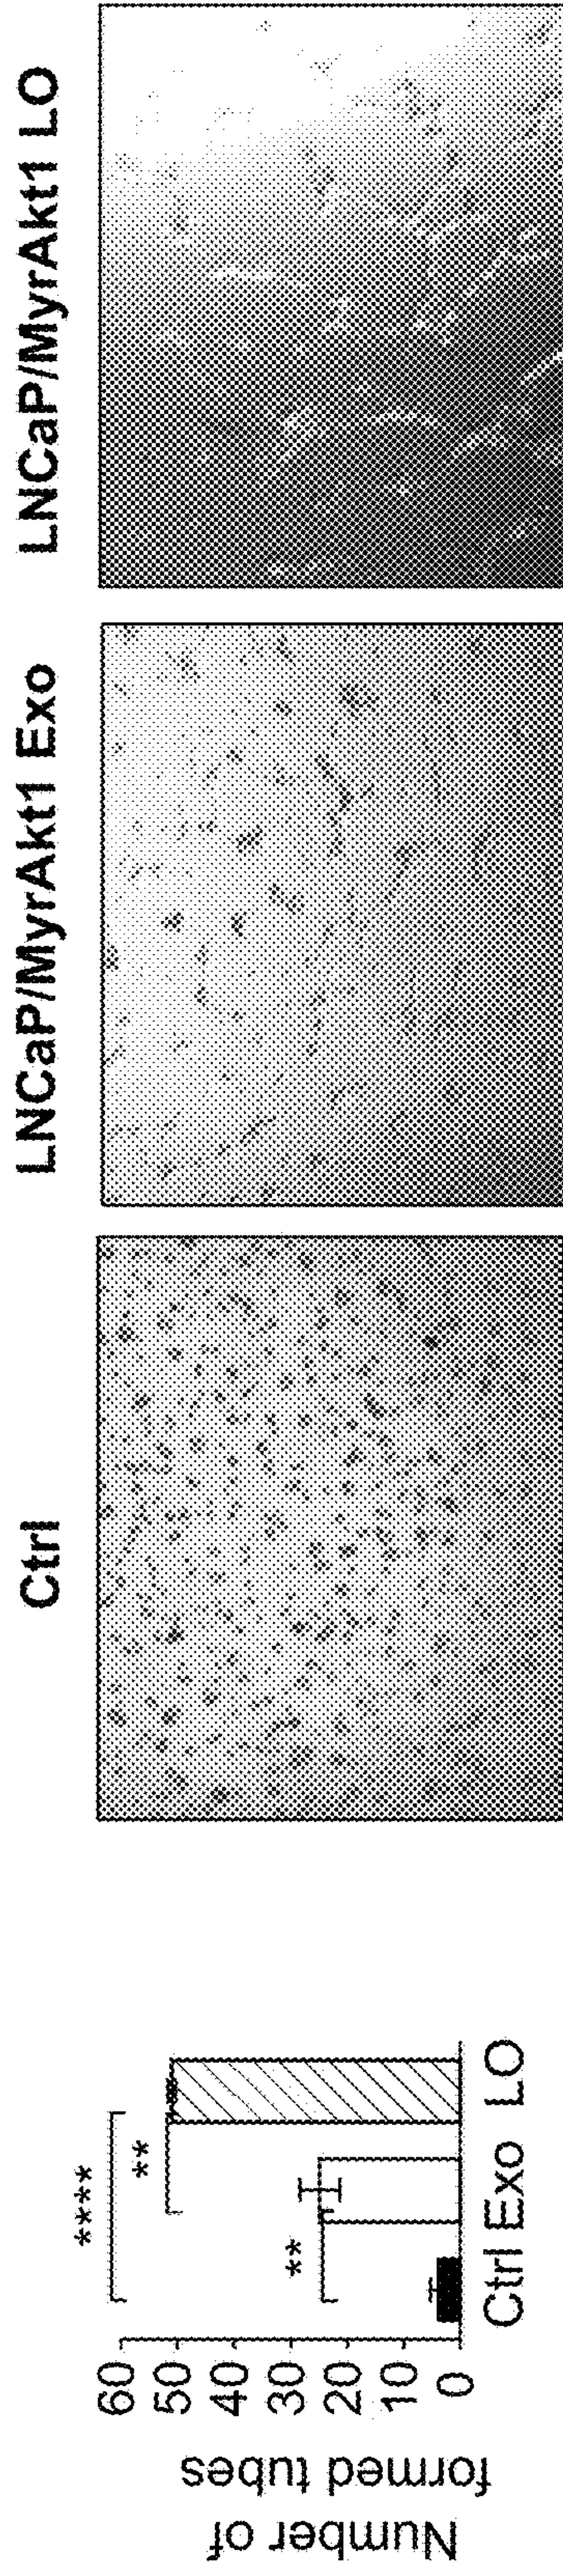 Number of
formed tubes
60
50
40
30
20
10
0
****
**
**
Ctrl Exo LO
Ctrl
LNCaP/MyrAkt1 Exo
LNCaP/MyrAkt1 LO